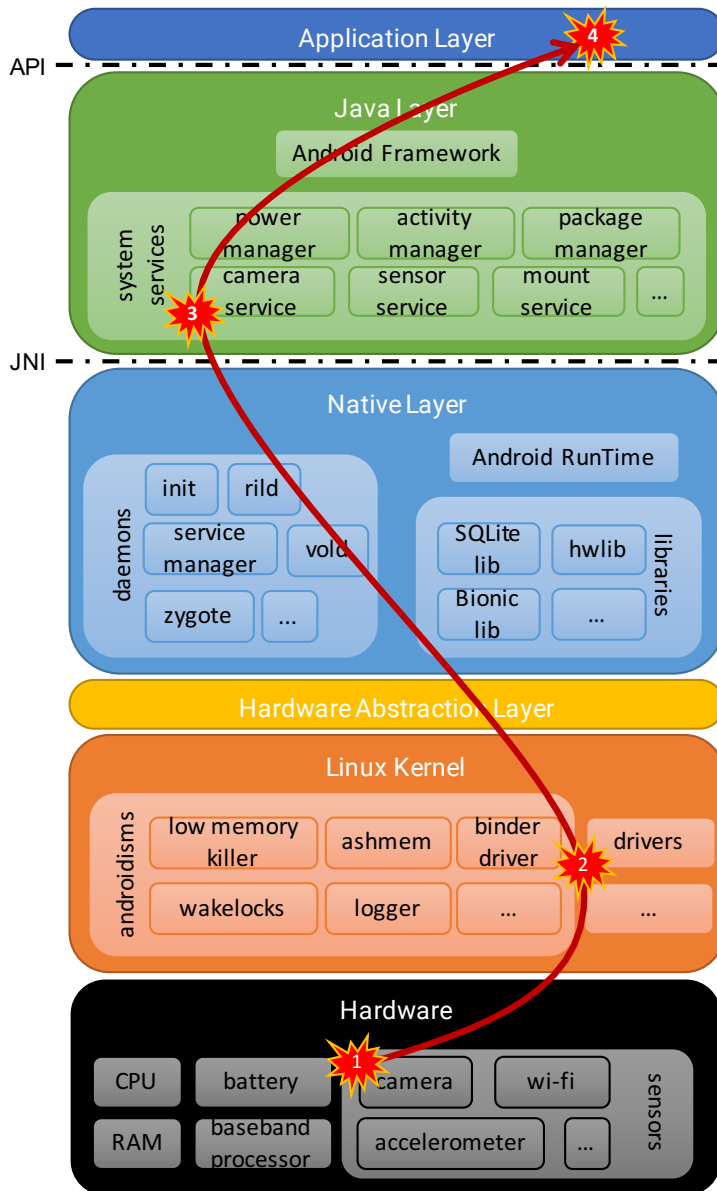 Application Layer
4
API
Java Layer
Android Framework
system
services
power
manager
activity
manager
package
manager
camera
service
sensor
service
mount
service
...
3
JNI
Native Layer
Android RunTime
daemons
init
rild
service
manager
vold
zygote
...
SQLite
lib
hwlib
Bionic
lib
...
libraries
Hardware Abstraction Layer
Linux Kernel
androidisms
low memory
killer
ashmem
binder
driver
drivers
2
wakelocks
logger
...
...
Hardware
1
CPU
battery
camera
wi-fi
sensors
RAM
baseband
processor
accelerometer
...